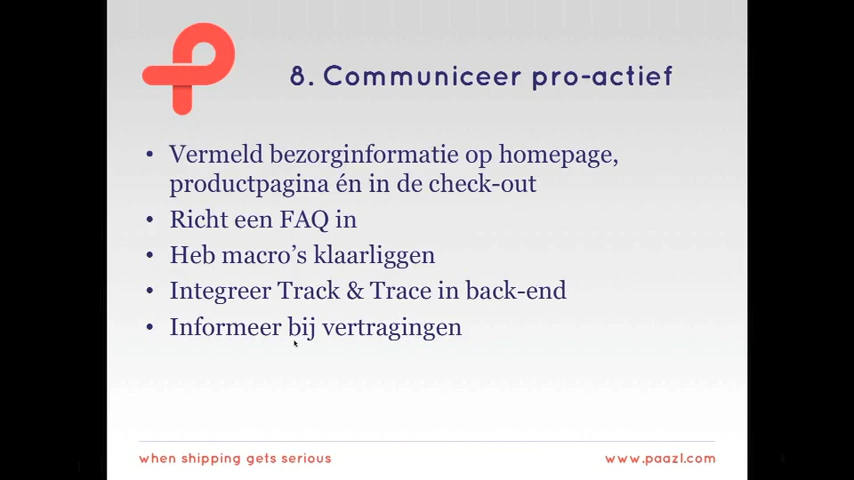 8. Communiceer pro-actief
• Vermeld bezorginformatie op homepage,
productpagina én in de check-out
• Richt een FAQ in
• Heb macro’s klaarliggen
• Integreer Track & Trace in back-end
• Informeer bij vertragingen
when shipping gets serious
www.paazl.com